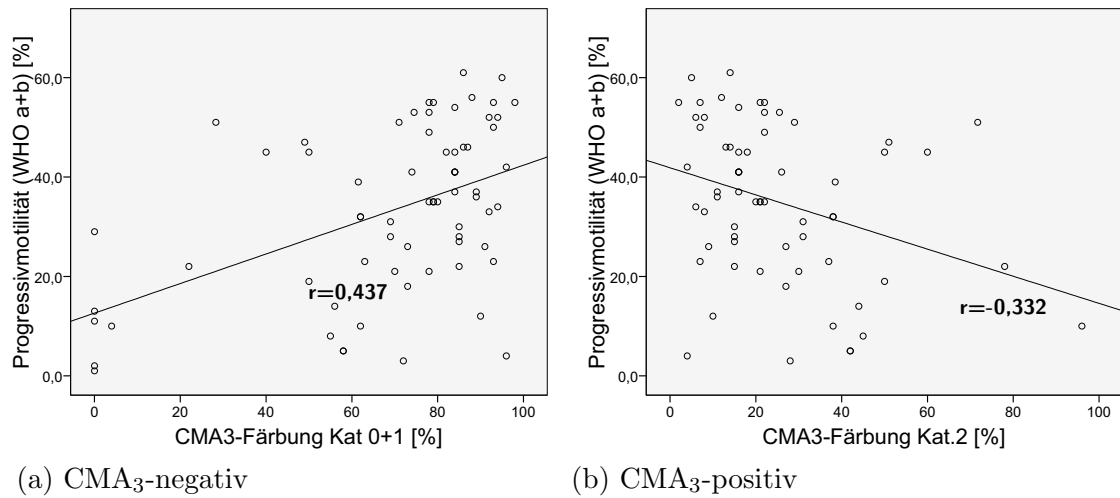 Progressivmotilität (WHO a+b) [%]
60,0
40,0
20,0
0,0
r=0,437
0 20 40 60 80 100
CMA3-Färbung Kat 0+1 [%]
(a) CMA₃-negativ
Progressivmotilität (WHO a+b) [%]
60,0
40,0
20,0
0,0
r=-0,332
0 20 40 60 80 100
CMA3-Färbung Kat.2 [%]
(b) CMA₃-positiv